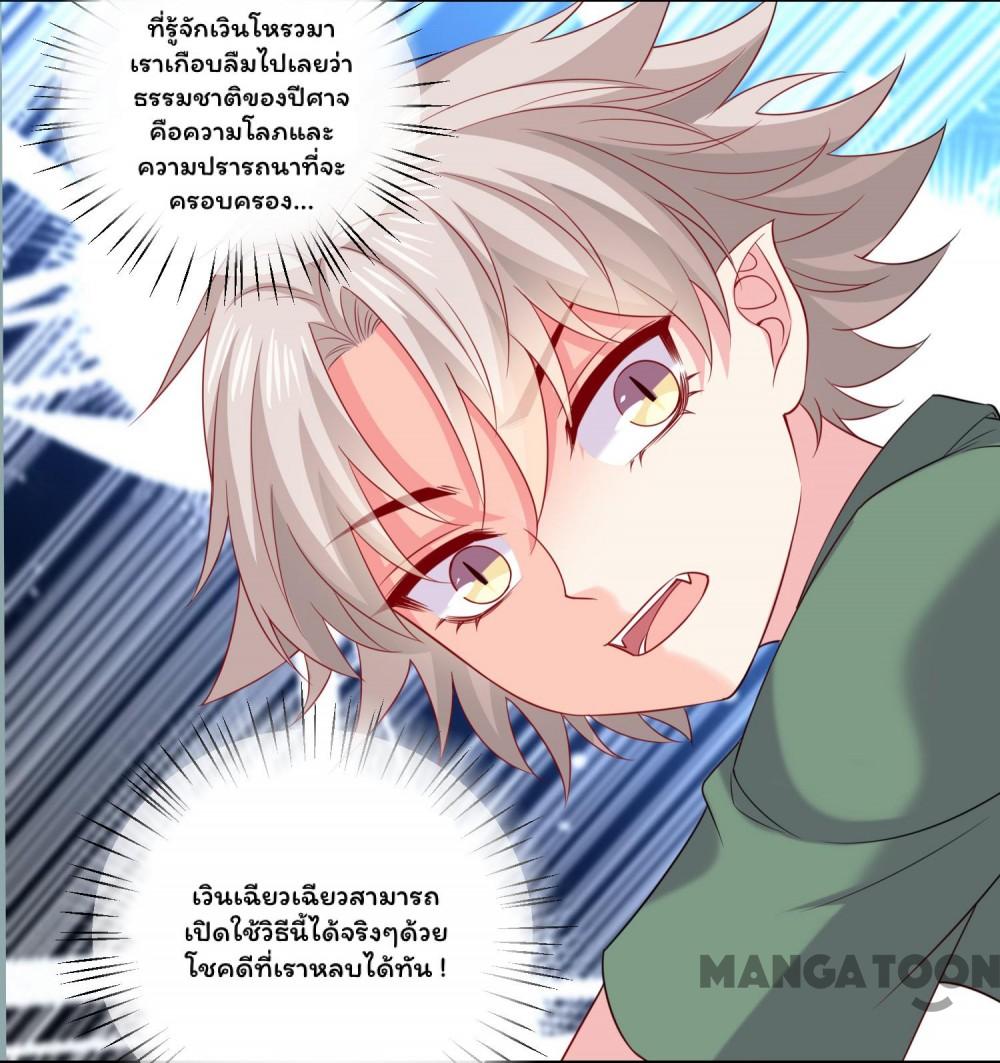 ที่รู้จักเวินโหรวมา
เราเกือบลืมไปเลยว่า
ธรรมชาติของปีศาจ
คือความโลภและ
ความปรารถนาที่จะ
ครอบครอง...
เวินเฉียวเฉียวสามารถ
เปิดใช้วิธีนี้ได้จริงๆด้วย
โชคดีที่เราหลบได้ทัน !
MANGA TOON